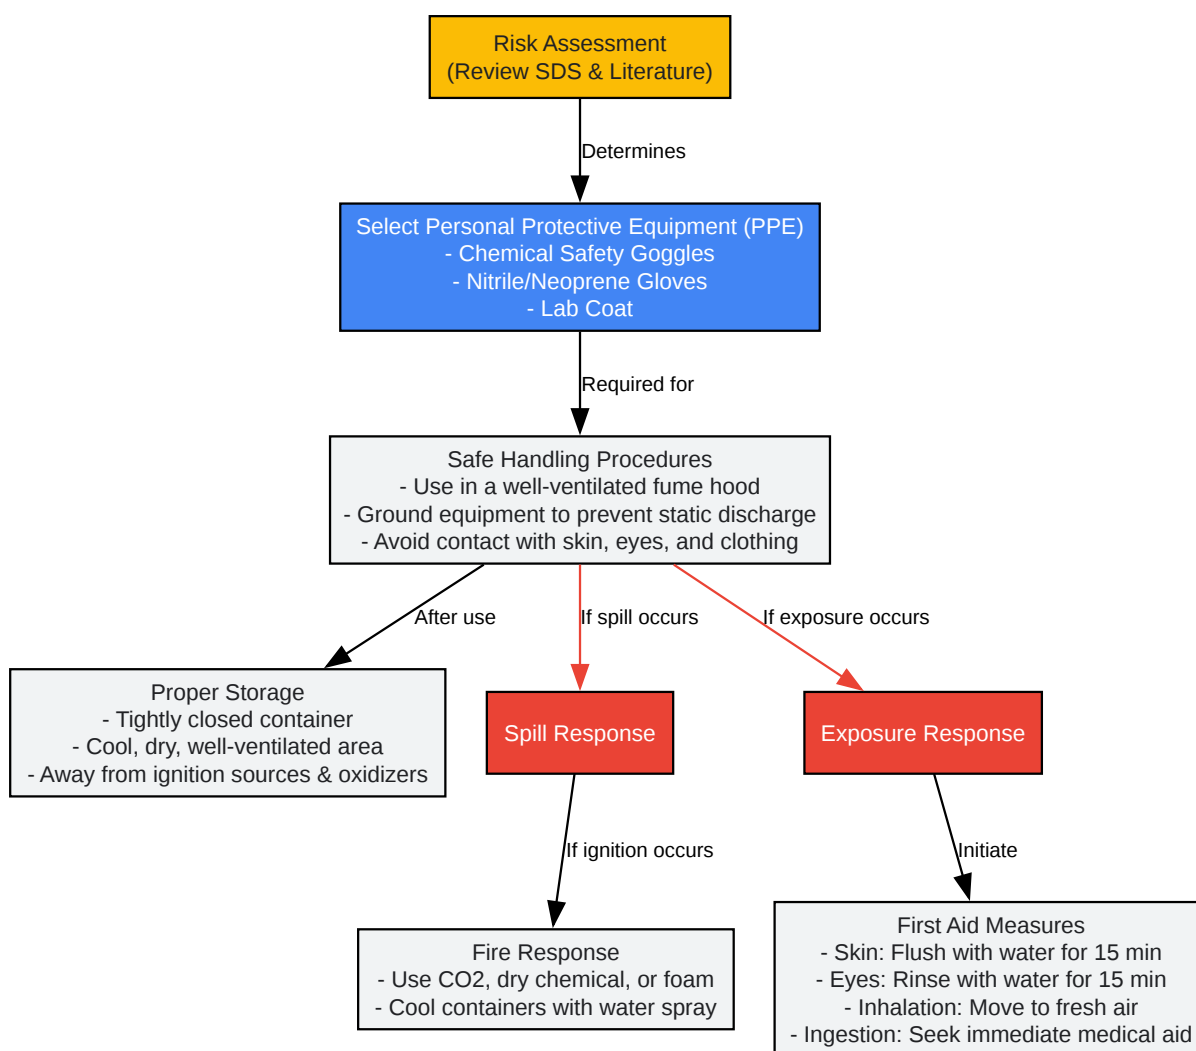 Risk Assessment
(Review SDS & Literature)
Determines
Select Personal Protective Equipment (PPE)
- Chemical Safety Goggles
- Nitrile/Neoprene Gloves
- Lab Coat
Required for
Safe Handling Procedures
- Use in a well-ventilated fume hood
- Ground equipment to prevent static discharge
- Avoid contact with skin, eyes, and clothing
After use
If spill occurs
If exposure occurs
Proper Storage
- Tightly closed container
- Cool, dry, well-ventilated area
- Away from ignition sources & oxidizers
Spill Response
Exposure Response
If ignition occurs
Initiate
Fire Response
- Use CO2, dry chemical, or foam
- Cool containers with water spray
First Aid Measures
- Skin: Flush with water for 15 min
- Eyes: Rinse with water for 15 min
- Inhalation: Move to fresh air
- Ingestion: Seek immediate medical aid